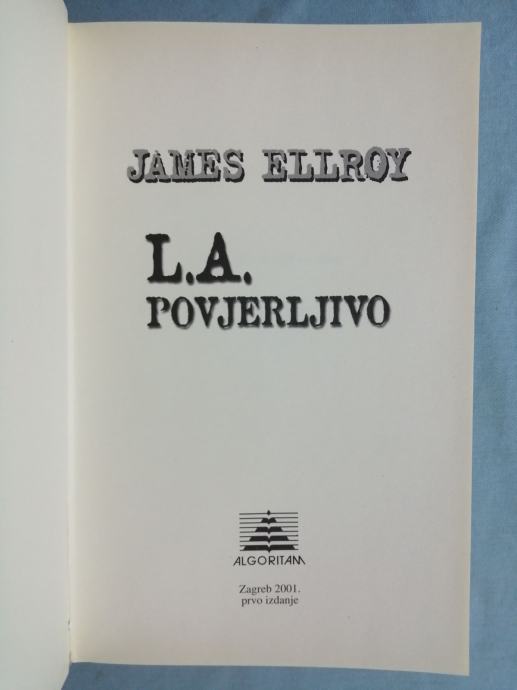 JAMES ELLROY
L.A.
POVJERLJIVO
ALGORITAM
Zagreb 2001.
prvo izdanje